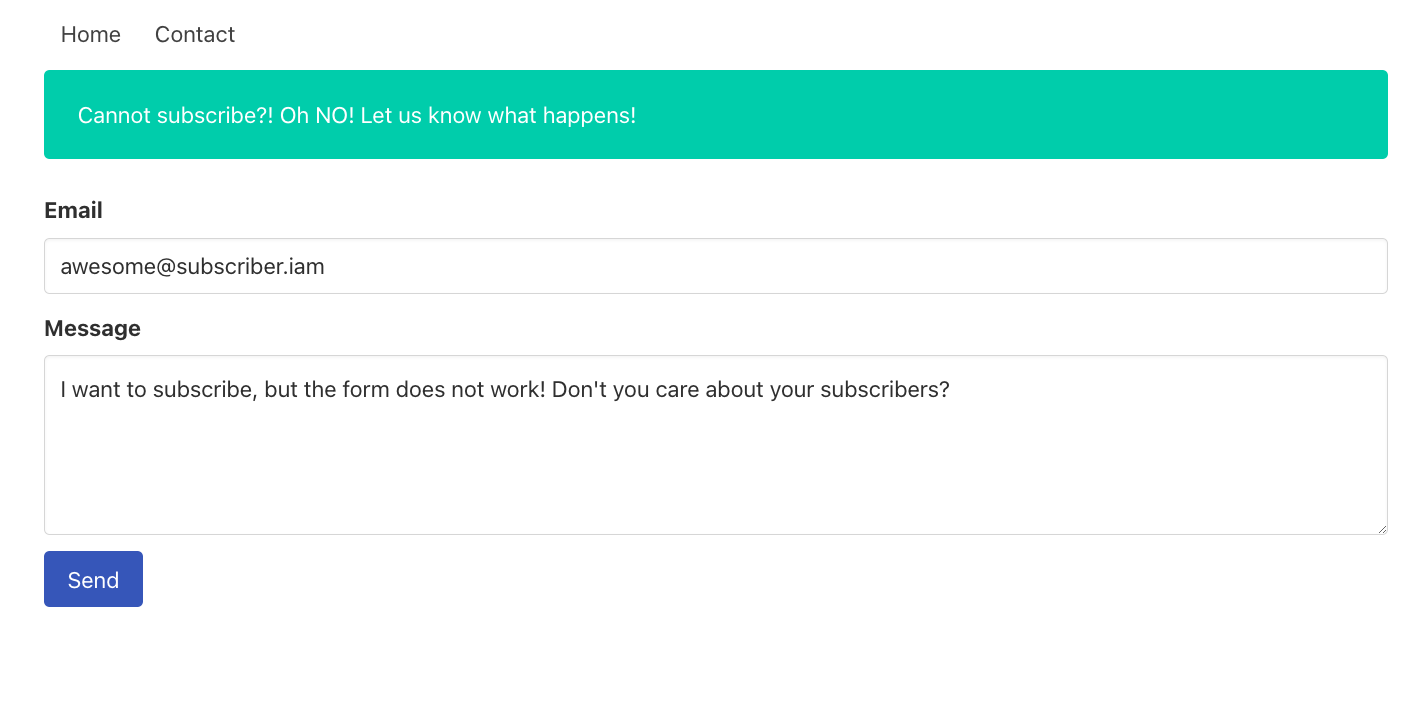 Home Contact
Cannot subscribe?! Oh NO! Let us know what happens!
Email
awesome@subscriber.iam
Message
I want to subscribe, but the form does not work! Don't you care about your subscribers?
Send